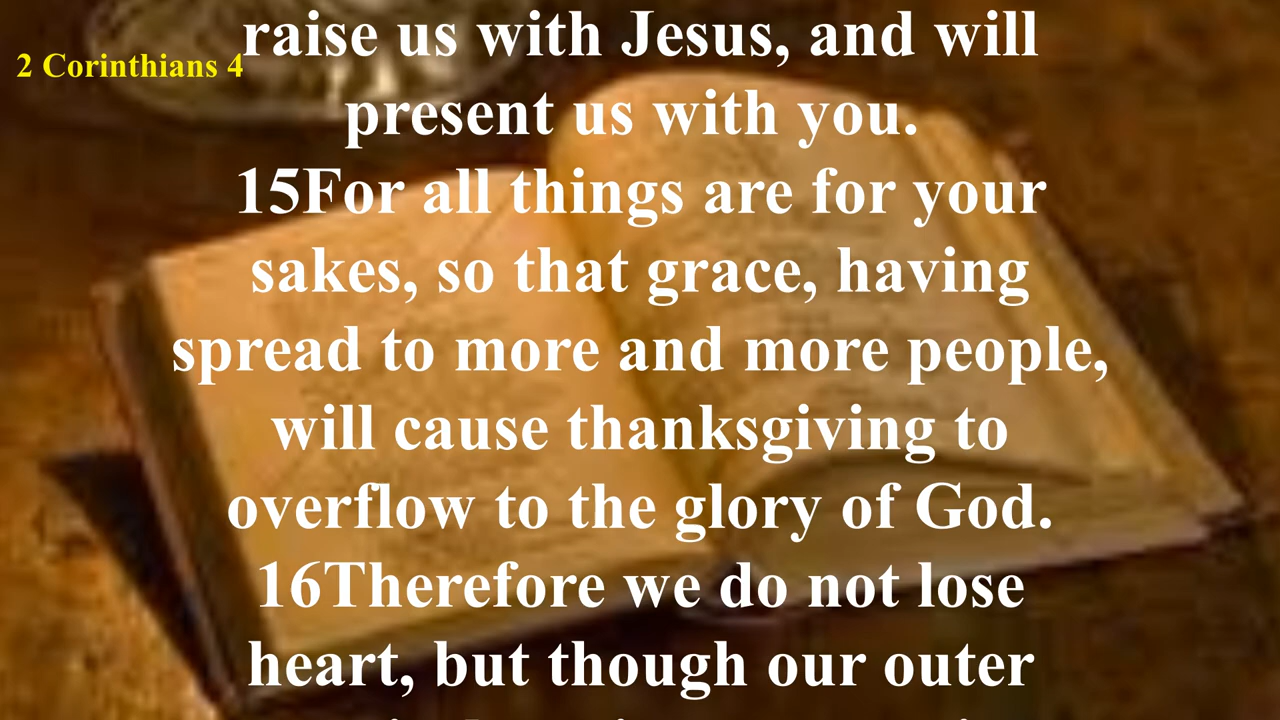 2 Corinthians 4
raise us with Jesus, and will
present us with you.
15For all things are for your
sakes, so that grace, having
spread to more and more people,
will cause thanksgiving to
overflow to the glory of God.
16Therefore we do not lose
heart, but though our outer